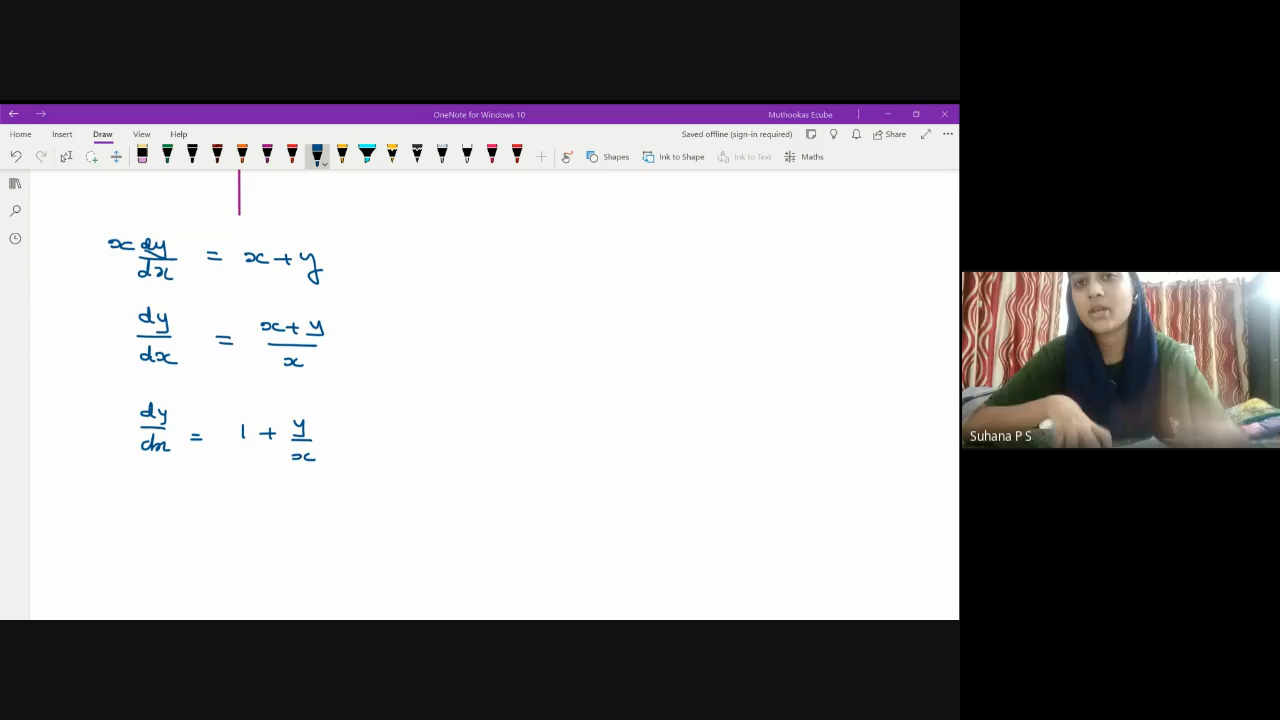 OneNote for Windows 10
Muthookas Ecube
Home Insert Draw View Help
Saved offline (sign-in required)
Share
Shapes
Ink to Shape
Ink to Text
Maths
x dy/dx = x + y
dy/dx = x + y/x
dy/dx = 1 + y/x
Suhana P S